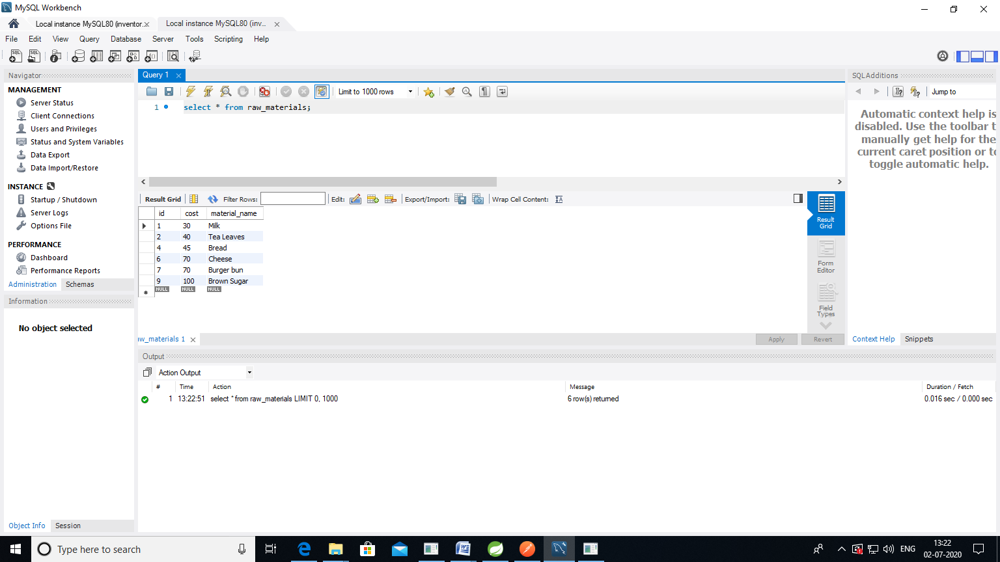 MySQL Workbench
Local instance MySQL80 (inventor...
Local instance MySQL80 (inv...
File Edit View Query Database Server Tools Scripting Help
Navigator
MANAGEMENT
Server Status
Client Connections
Users and Privileges
Status and System Variables
Data Export
Data Import/Restore
INSTANCE
Startup / Shutdown
Server Logs
Options File
PERFORMANCE
Dashboard
Performance Reports
Administration Schemas
Information
No object selected
Object Info Session
Query 1
Limit to 1000 rows
1 select * from raw_materials;
Result Grid Filter Rows: Edit: Export/Import: Wrap Cell Content:
id cost material_name
1 30 Milk
2 40 Tea Leaves
4 45 Bread
6 70 Cheese
7 70 Burger bun
9 100 Brown Sugar
NULL NULL NULL
Result
Grid
Form
Editor
Field
Types
aw_materials 1
Apply Revert
SQLAdditions
Jump to
Automatic context help is
disabled. Use the toolbar t
manually get help for the
current caret position or to
toggle automatic help.
Context Help Snippets
Output
Action Output
# Time Action Message Duration / Fetch
1 13:22:51 select * from raw_materials LIMIT 0, 1000 6 row(s) returned 0.016 sec / 0.000 sec
Type here to search
ENG
13:22
02-07-2020